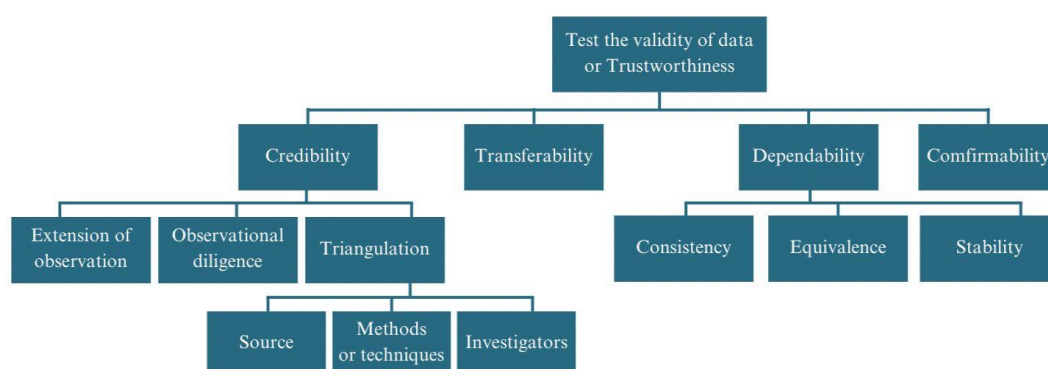 Test the validity of data
or Trustworthiness
Credibility
Transferability
Dependability
Comfirmability
Extension of
observation
Observational
diligence
Triangulation
Consistency
Equivalence
Stability
Source
Methods
or techniques
Investigators